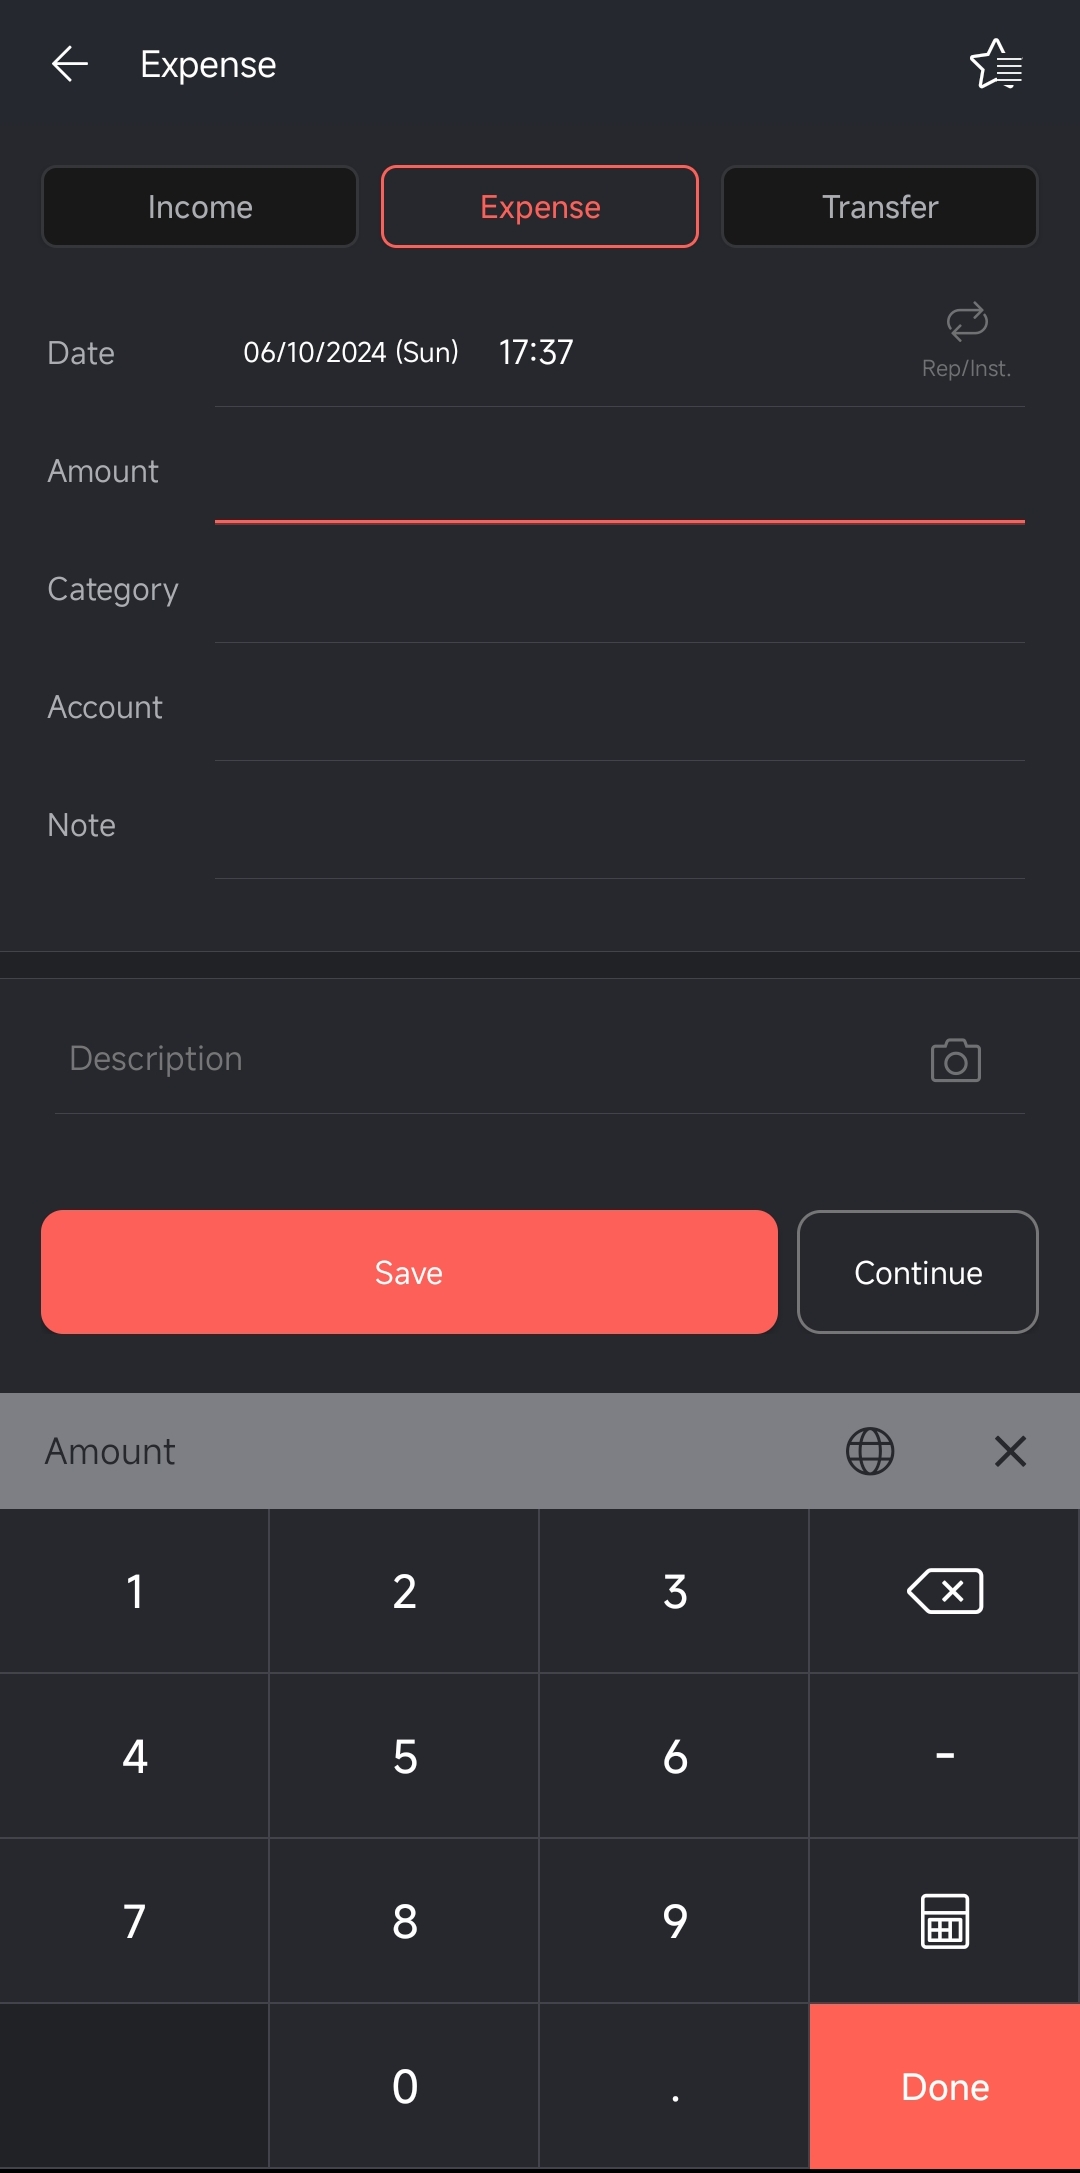 Expense
Income Expense Transfer
Date 06/10/2024 (Sun) 17:37 Rep/Inst.
Amount
Category
Account
Note
Description
Save Continue
Amount
1 2 3
4 5 6 -
7 8 9
0 . Done